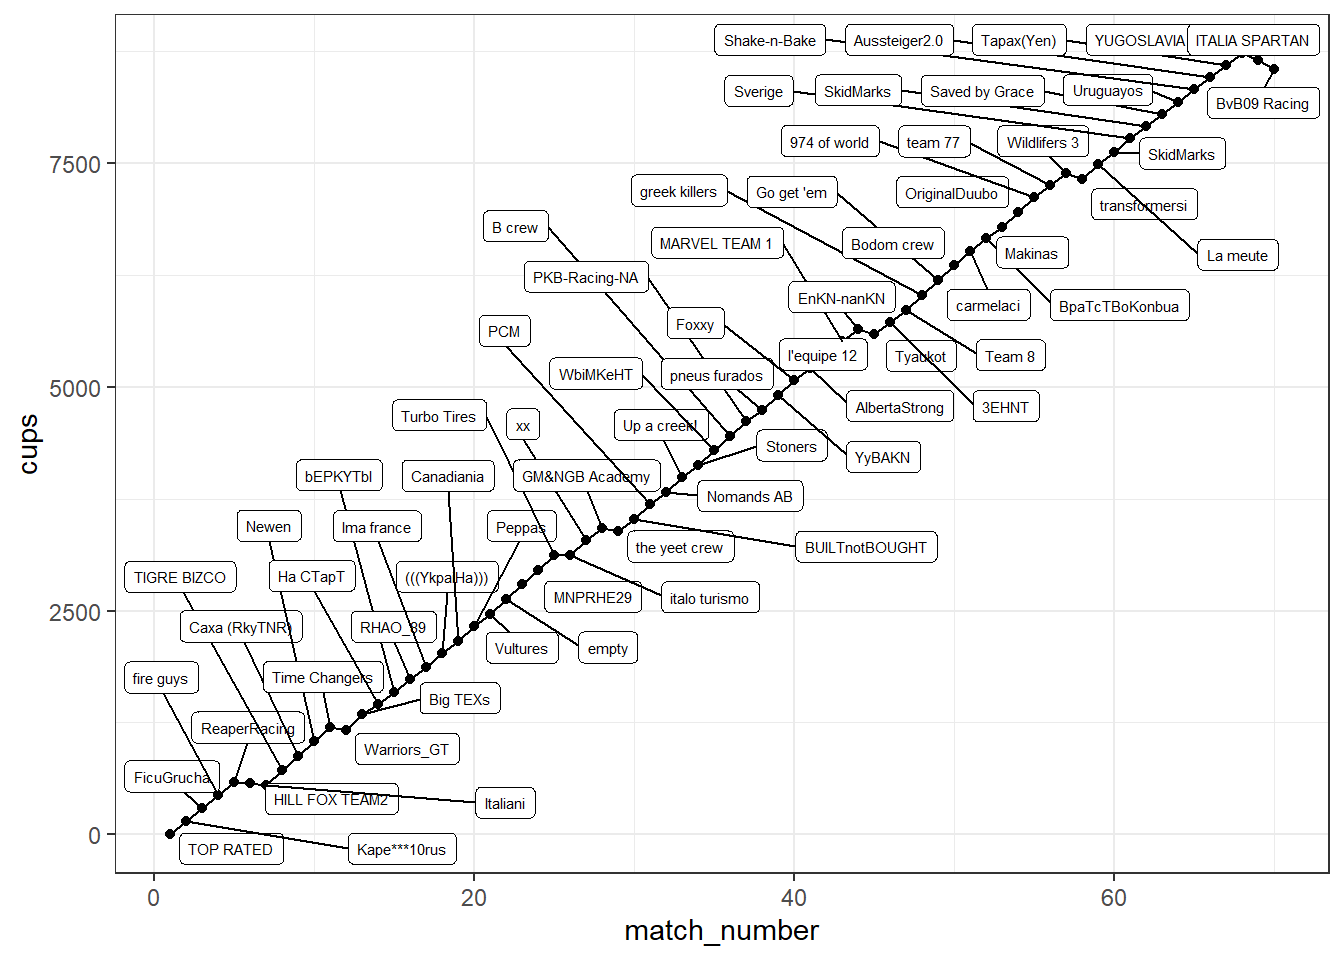 Shake-n-Bake
Aussteiger2.0
Tapax(Yen)
YUGOSLAVIA
ITALIA SPARTAN
Sverige
SkidMarks
Saved by Grace
Uruguayos
BvB09 Racing
974 of world
team 77
Wildlifers 3
SkidMarks
7500
greek killers
Go get 'em
OriginalDuubo
transformersi
B crew
MARVEL TEAM 1
Bodom crew
Makinas
La meute
PKB-Racing-NA
EnKN-nanKN
carmelaci
BpaTcTBoKonbua
PCM
Foxxy
l'equipe 12
Tyaukot
Team 8
WbiMKeHT
pneus furados
5000
Turbo Tires
xx
Up a creek!
AlbertaStrong
3EHNT
cups
Stoners
YyBAKN
bEPKYTbI
Canadiania
GM&NGB Academy
Nomands AB
Newen
Ima france
Peppas
the yeet crew
BUILTnotBOUGHT
TIGRE BIZCO
Ha CTapT
(((YkpaHa)))
MNPRHE29
italo turismo
2500
Caxa (RkyTNR)
RHAO_89
Vultures
empty
fire guys
Time Changers
Big TEXs
ReaperRacing
Warriors_GT
FicuGrucha
HILL FOX TEAM2
Italiani
0
TOP RATED
Kape***10rus
0
20
40
60
match_number